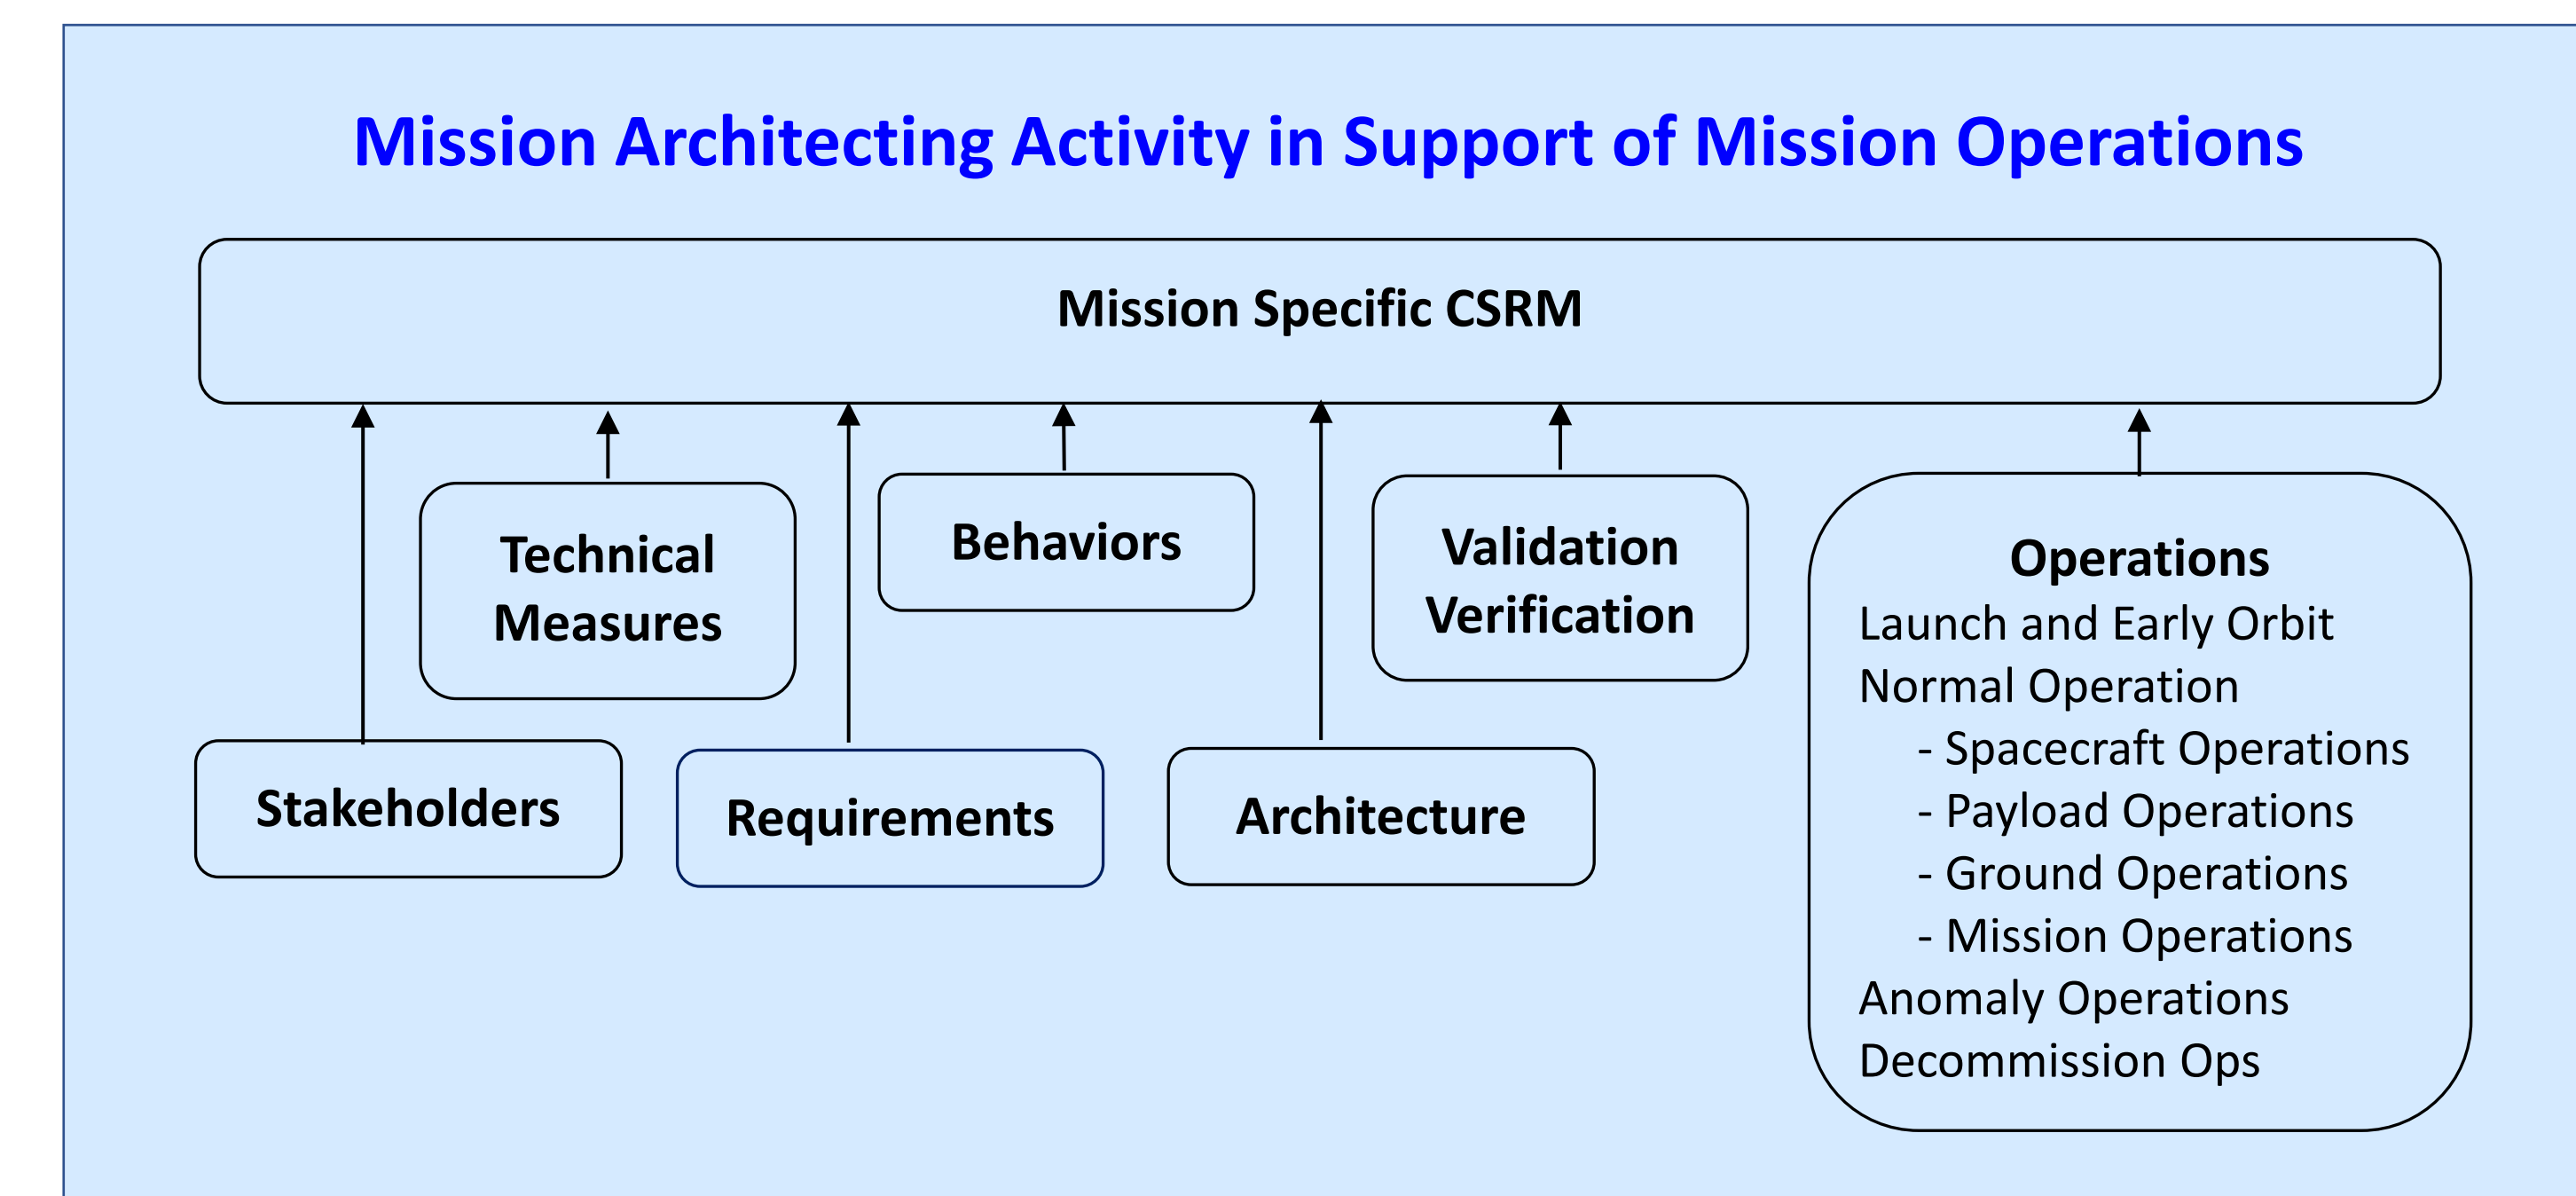 Mission Architecting Activity in Support of Mission Operations
Mission Specific CSRM
Technical
Measures
Behaviors
Validation
Verification
Stakeholders
Requirements
Architecture
Operations
Launch and Early Orbit
Normal Operation
- Spacecraft Operations
- Payload Operations
- Ground Operations
- Mission Operations
Anomaly Operations
Decommission Ops